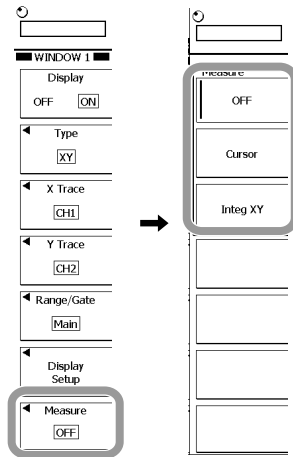 WINDOW 1
Display
OFF ON
Type
XY
X Trace
CH1
Y Trace
CH2
Range/Gate
Main
Display
Setup
Measure
OFF
Measure
OFF
Cursor
Integ XY